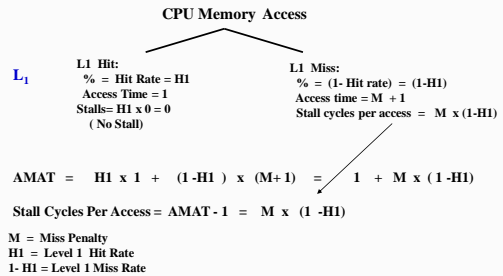 CPU Memory Access
L1
L1 Hit:
% = Hit Rate = H1
Access Time = 1
Stalls= H1 x 0 = 0
( No Stall)
L1 Miss:
% = (1- Hit rate) = (1-H1)
Access time = M + 1
Stall cycles per access = M x (1-H1)
AMAT = H1 x 1 + (1 -H1 ) x (M+ 1) = 1 + M x ( 1 -H1)
Stall Cycles Per Access = AMAT - 1 = M x (1 -H1)
M = Miss Penalty
H1 = Level 1 Hit Rate
1- H1 = Level 1 Miss Rate